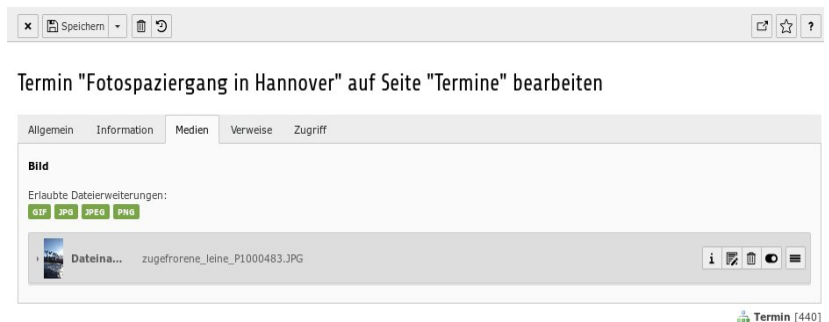 Speichern
Termin "Fotospaziergang in Hannover" auf Seite "Termine" bearbeiten
Allgemein Information Medien Verweise Zugriff
Bild
Erlaubte Dateierweiterungen:
GIF JPG JPEG PNG
Dateina... zugefrorene_leine_P1000483.JPG
Termin [440]